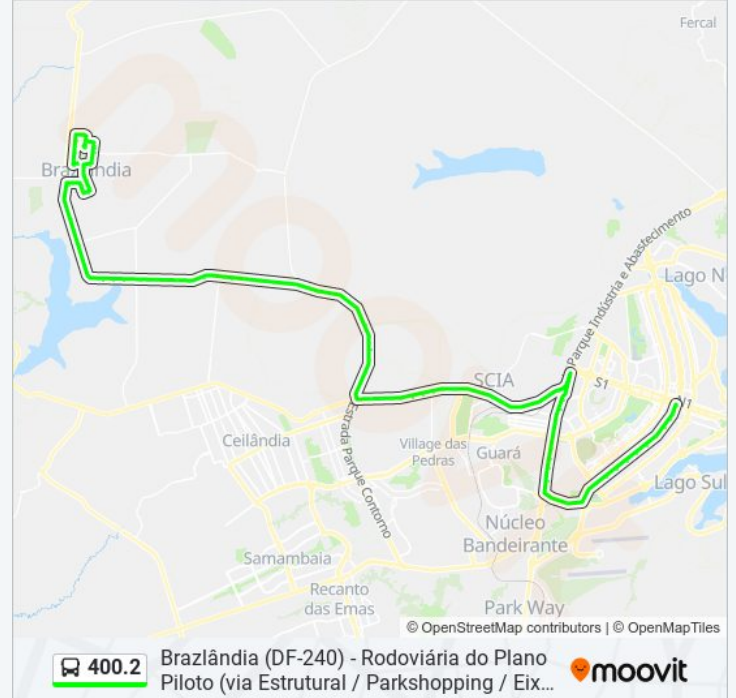 Fercal
Brazlândia
Parque Indústria e Abastecimento
Lago N
SCIA
S1
N1
Estrada Parque Contorno
Ceilândia
Village das
Pedras
Guará
Lago Sul
Núcleo
Bandeirante
Samambaia
Recanto
das Emas
Park Way
© OpenStreetMap contributors | © OpenMapTiles
400.2
Brazlândia (DF-240) - Rodoviária do Plano
Piloto (via Estrutural / Parkshopping / Eix...
moovit